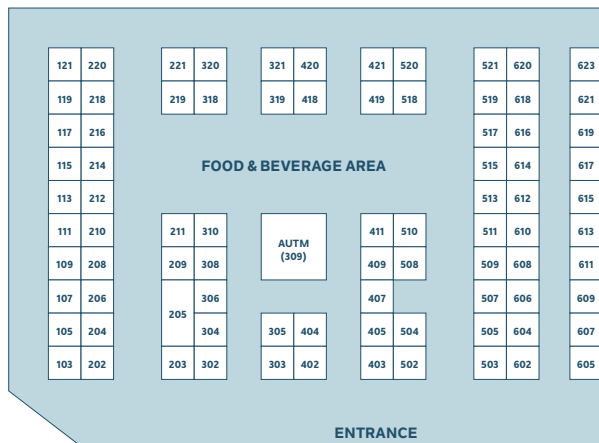 121 220 221 320 321 420 421 520 521 620 623
119 218 219 318 319 418 419 518 519 618 621
117 216 517 616 619
115 214 FOOD & BEVERAGE AREA 515 614 617
113 212 513 612 615
111 210 211 310 AUTM 411 510 511 610 613
109 208 209 308 (309) 409 508 509 608 611
107 206 205 306 407 507 606 609
105 204 304 305 404 405 504 505 604 607
103 202 203 302 303 402 403 502 503 602 605
ENTRANCE